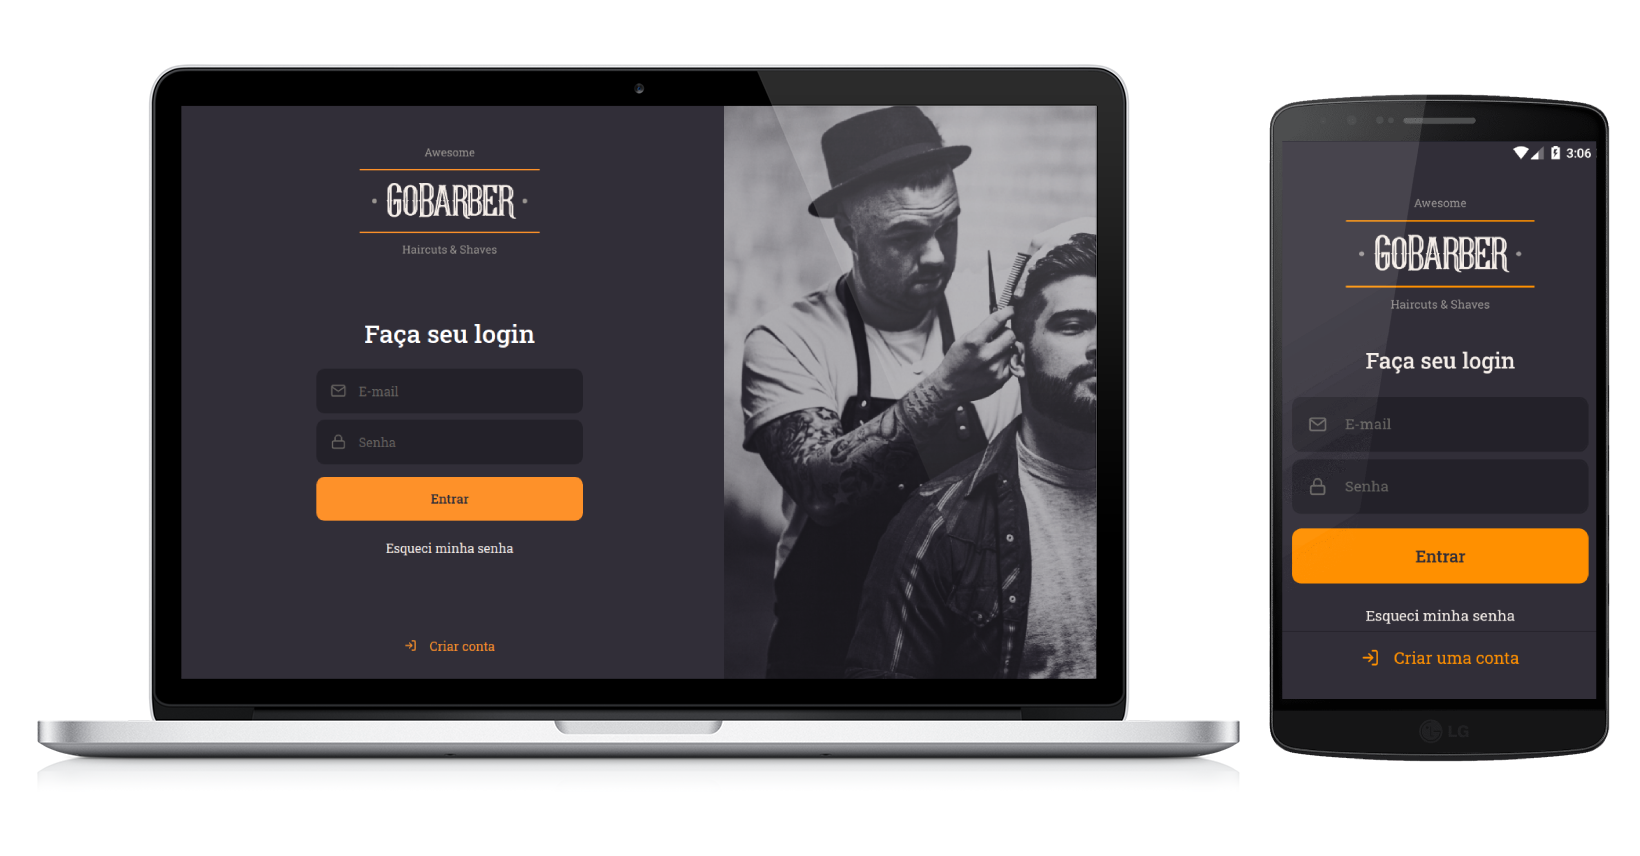 Awesome
GOBARBER
Haircuts & Shaves
Faça seu login
E-mail
Senha
Entrar
Esqueci minha senha
Criar conta
3:06
Awesome
GOBARBER
Haircuts & Shaves
Faça seu login
E-mail
Senha
Entrar
Esqueci minha senha
Criar uma conta
LG